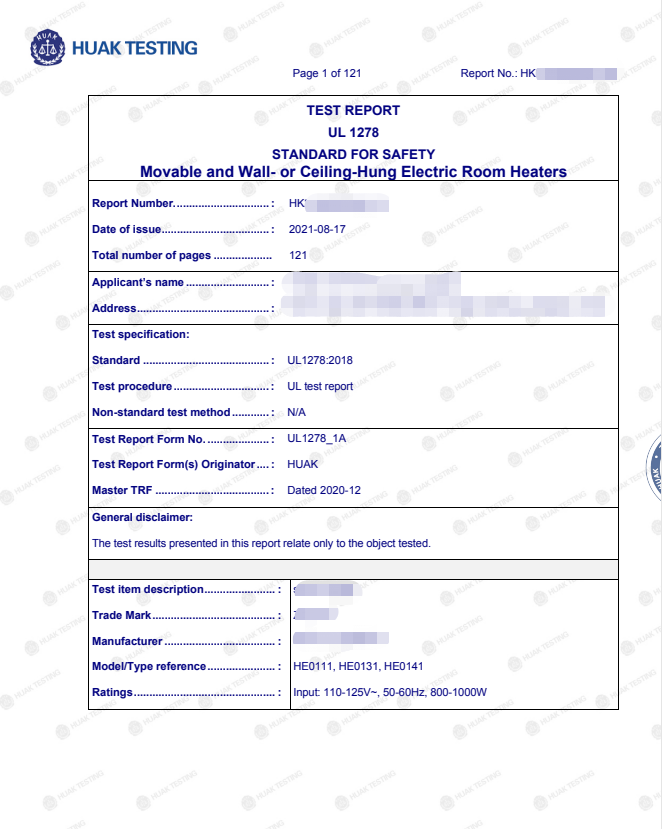 HUAK TESTING
Page 1 of 121
Report No.: HK
TEST REPORT
UL 1278
STANDARD FOR SAFETY
Movable and Wall- or Ceiling-Hung Electric Room Heaters
Report Number............................. : HK
Date of issue.................................. : 2021-08-17
Total number of pages .................. 121
Applicant's name .......................... :
Address......................................... :
Test specification:
Standard ....................................... : UL1278:2018
Test procedure.............................. : UL test report
Non-standard test method............ : N/A
Test Report Form No. ................... : UL1278_1A
Test Report Form(s) Originator .... : HUAK
Master TRF ................................... : Dated 2020-12
General disclaimer:
The test results presented in this report relate only to the object tested.
Test item description...................... :
Trade Mark ..................................... :
Manufacturer .................................. :
Model/Type reference..................... : HE0111, HE0131, HE0141
Ratings............................................ : Input: 110-125V~, 50-60Hz, 800-1000W